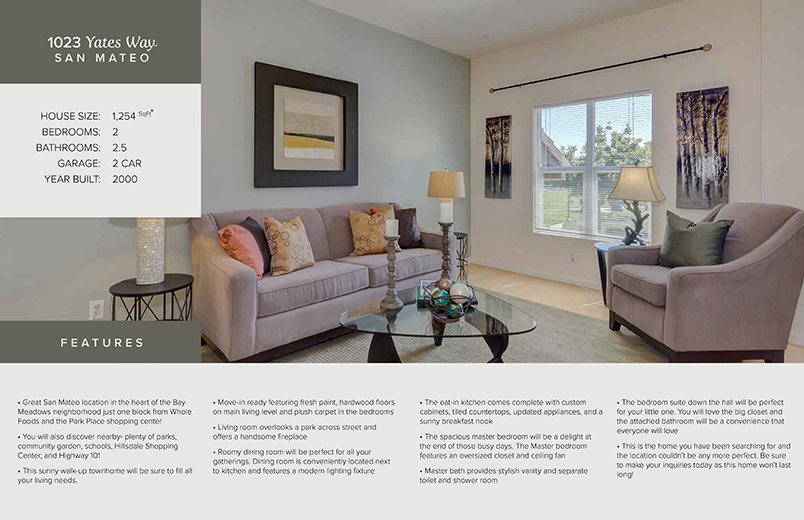 1023 Yates Way
SAN MATEO
HOUSE SIZE: 1,254 SqFt*
BEDROOMS: 2
BATHROOMS: 2.5
GARAGE: 2 CAR
YEAR BUILT: 2000
FEATURES
• Great San Mateo location in the heart of the Bay
Meadows neighborhood just one block from Whole
Foods and the Park Place shopping center
• You will also discover nearby- plenty of parks,
community garden, schools, Hillsdale Shopping
Center, and Highway 101
• This sunny walk-up townhome will be sure to fill all
your living needs.
• Move-in ready featuring fresh paint, hardwood floors
on main living level and plush carpet in the bedrooms
• Living room overlooks a park across street and
offers a handsome fireplace
• Roomy dining room will be perfect for all your
gatherings. Dining room is conveniently located next
to kitchen and features a modern lighting fixture
• The eat-in kitchen comes complete with custom
cabinets, tiled countertops, updated appliances, and a
sunny breakfast nook
• The spacious master bedroom will be a delight at
the end of those busy days. The Master bedroom
features an oversized closet and ceiling fan
• Master bath provides stylish vanity and separate
toilet and shower room
• The bedroom suite down the hall will be perfect
for your little one. You will love the big closet and
the attached bathroom will be a convenience that
everyone will love
• This is the home you have been searching for and
the location couldn't be any more perfect. Be sure
to make your inquiries today as this home won't last
long!